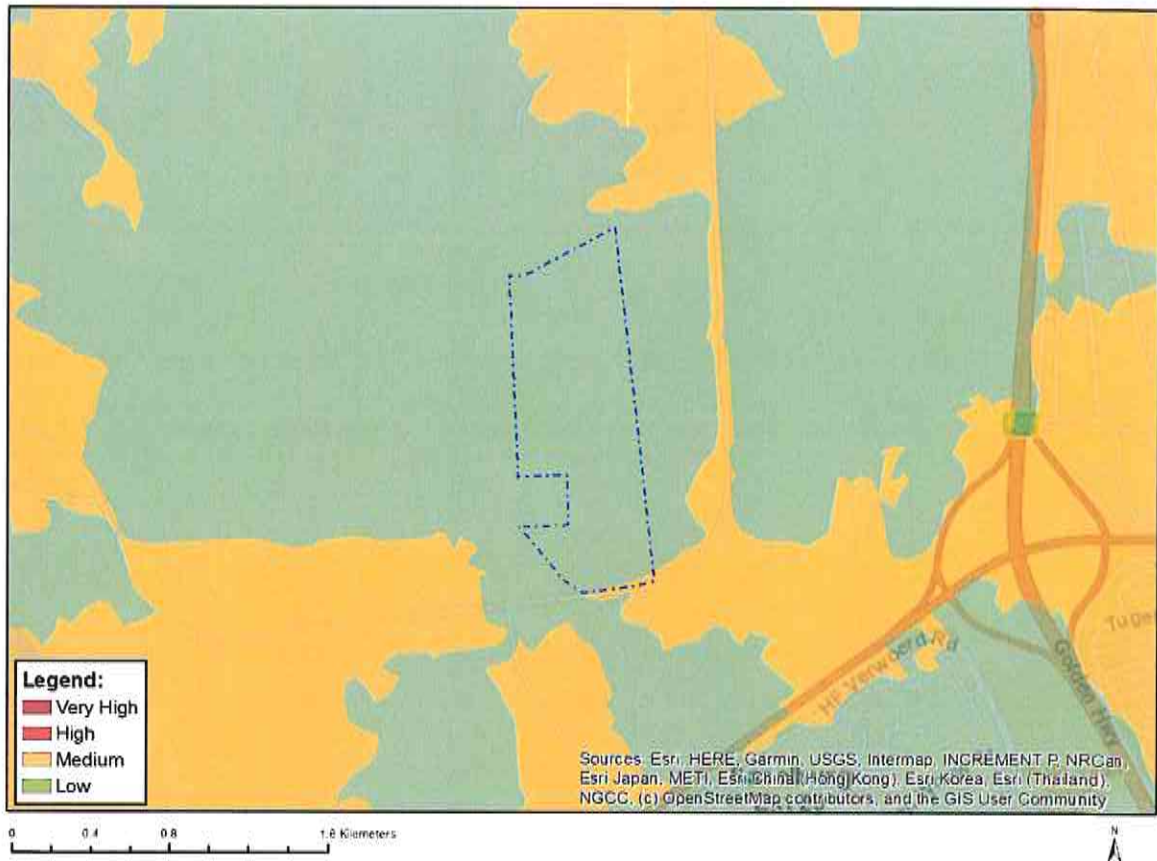 HF Verwoerd Rd
Golden Hwy
Legend:
Very High
High
Medium
Low
Sources: Esri, HERE, Garmin, USGS, Intermap, INCREMENT P, NRCan,
Esri Japan, METI, Esri China (Hong Kong), Esri Korea, Esri (Thailand),
NGCC, (c) OpenStreetMap contributors, and the GIS User Community
0 0.4 0.8 1.6 Kilometers
N